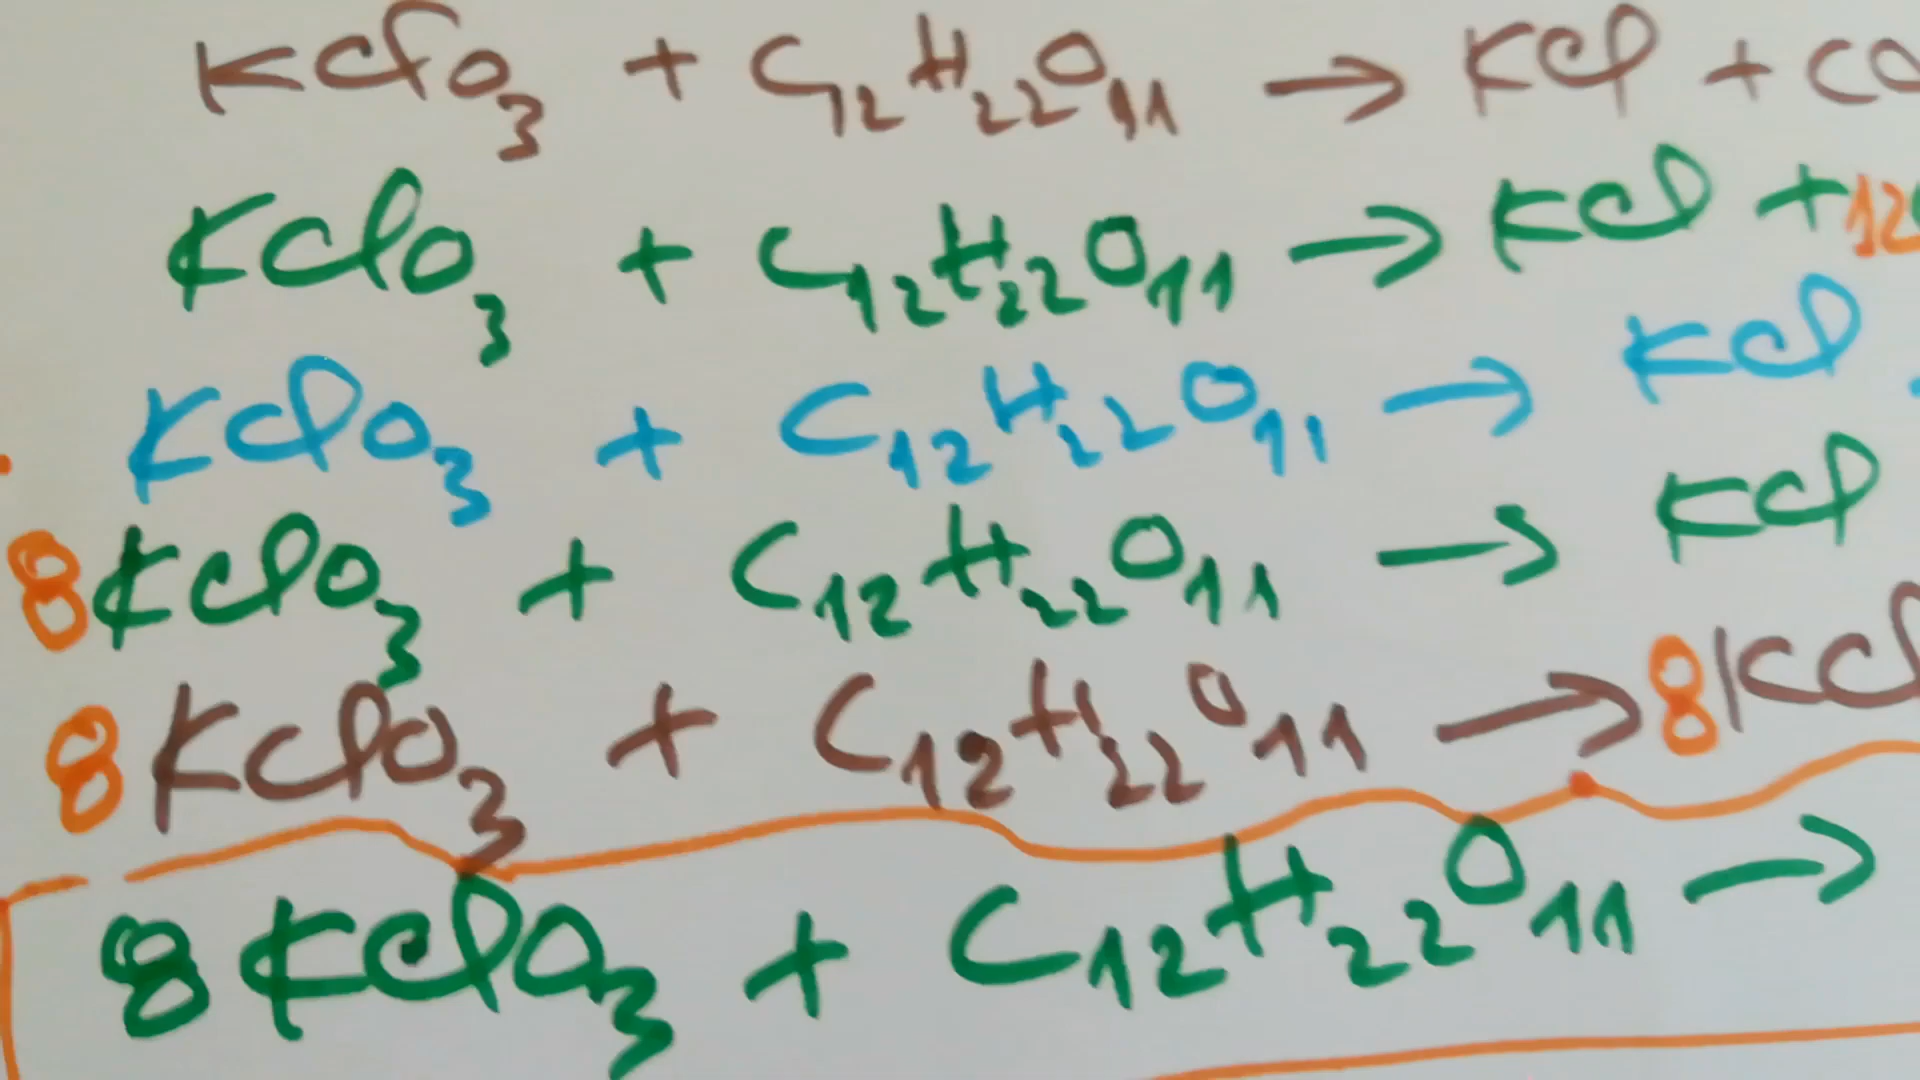 KClO₃ + C₁₂H₂₂O₁₁ → KCl + CO
KClO₃ + C₁₂H₂₂O₁₁ → KCl + 12
KClO₃ + C₁₂H₂₂O₁₁ → KCl
8KClO₃ + C₁₂H₂₂O₁₁ → KCl
8KClO₃ + C₁₂H₂₂O₁₁ → 8KCl
8KClO₃ + C₁₂H₂₂O₁₁ →